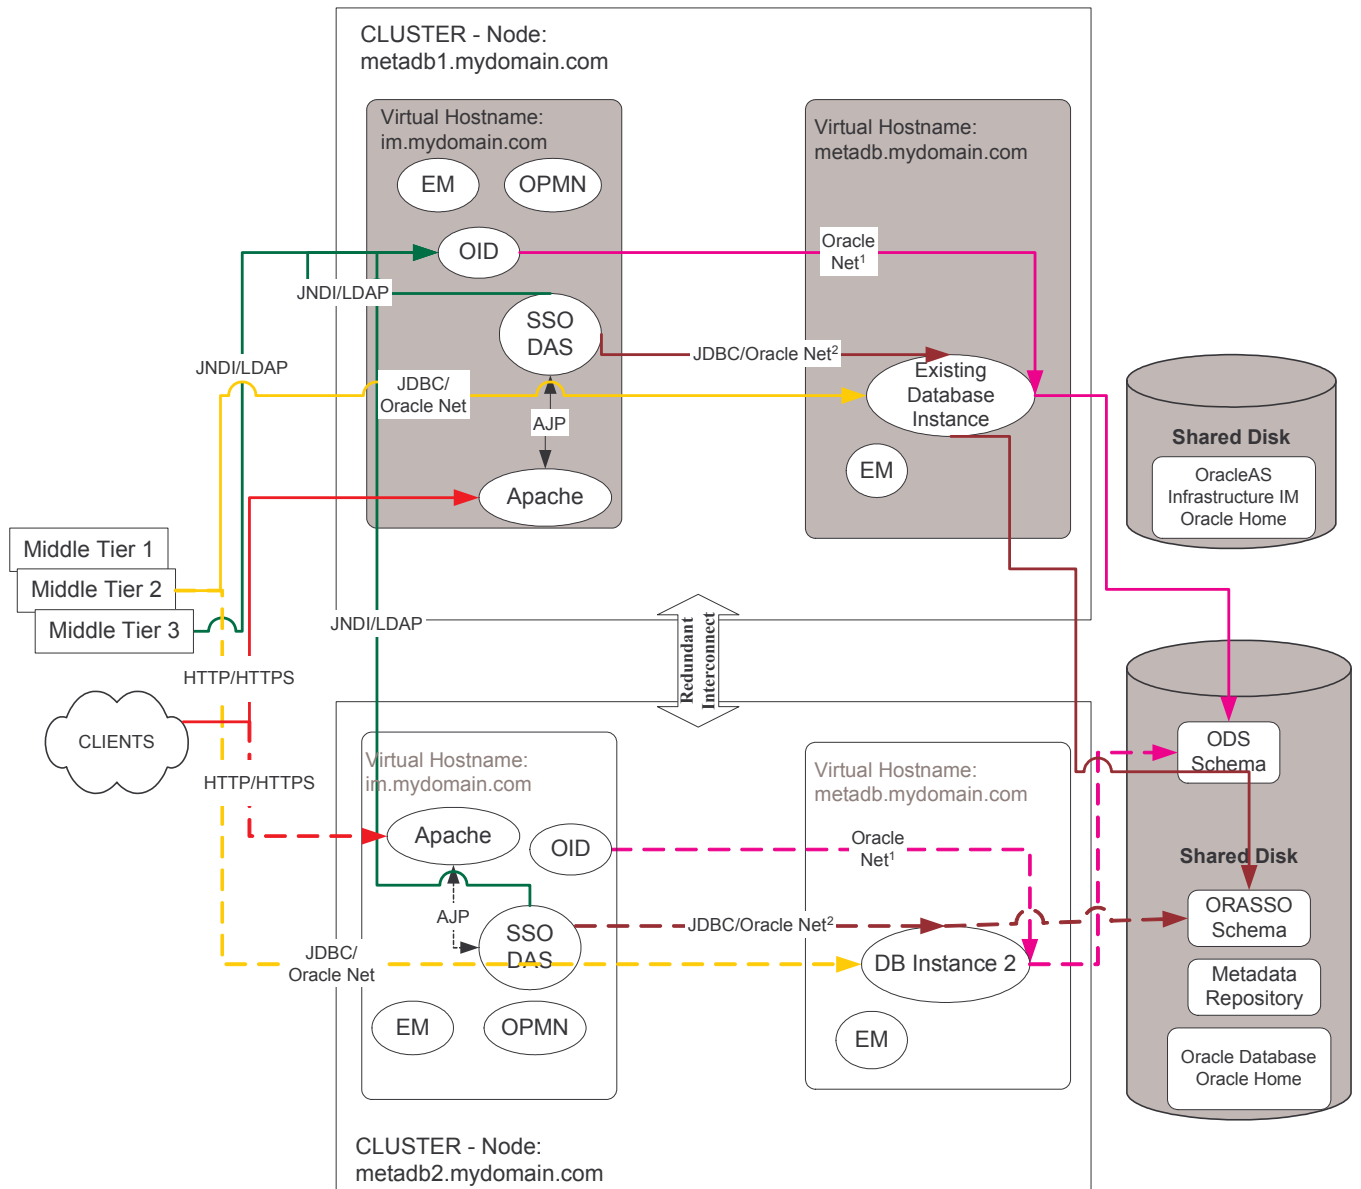 CLUSTER - Node:
metadb1.mydomain.com
Virtual Hostname:
im.mydomain.com
EM
OPMN
OID
JNDI/LDAP
SSO
DAS
JNDI/LDAP
JDBC/
Oracle Net
AJP
Apache
Virtual Hostname:
metadb.mydomain.com
Oracle
Net1
JDBC/Oracle Net2
Existing
Database
Instance
EM
Shared Disk
OracleAS
Infrastructure IM
Oracle Home
Middle Tier 1
Middle Tier 2
Middle Tier 3
JNDI/LDAP
Redundant
Interconnect
HTTP/HTTPS
CLIENTS
HTTP/HTTPS
Virtual Hostname:
im.mydomain.com
Apache
OID
AJP
SSO
DAS
JDBC/
Oracle Net
EM
OPMN
Virtual Hostname:
metadb.mydomain.com
Oracle
Net1
JDBC/Oracle Net2
DB Instance 2
EM
ODS
Schema
Shared Disk
ORASSO
Schema
Metadata
Repository
Oracle Database
Oracle Home
CLUSTER - Node:
metadb2.mydomain.com